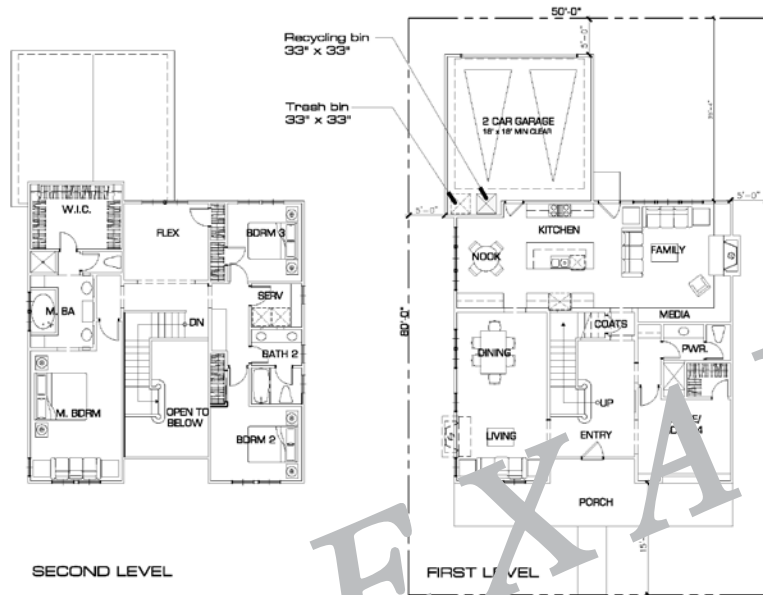 50'-0"
Recycling bin
33" x 33"
5'-0"
Trash bin
33" x 33"
2 CAR GARAGE
18' x 18' MIN CLEAR
5'-0"
5'-0"
W.I.C.
FLEX
BDRM 3
KITCHEN
NOOK
FAMILY
M. BA
SERV
DN
80'-0"
MEDIA
COATS
BATH 2
DINING
PWR.
M. BDRM
OPEN TO
BELOW
UP
BDRM 2
LIVING
ENTRY
PORCH
SECOND LEVEL
FIRST LEVEL